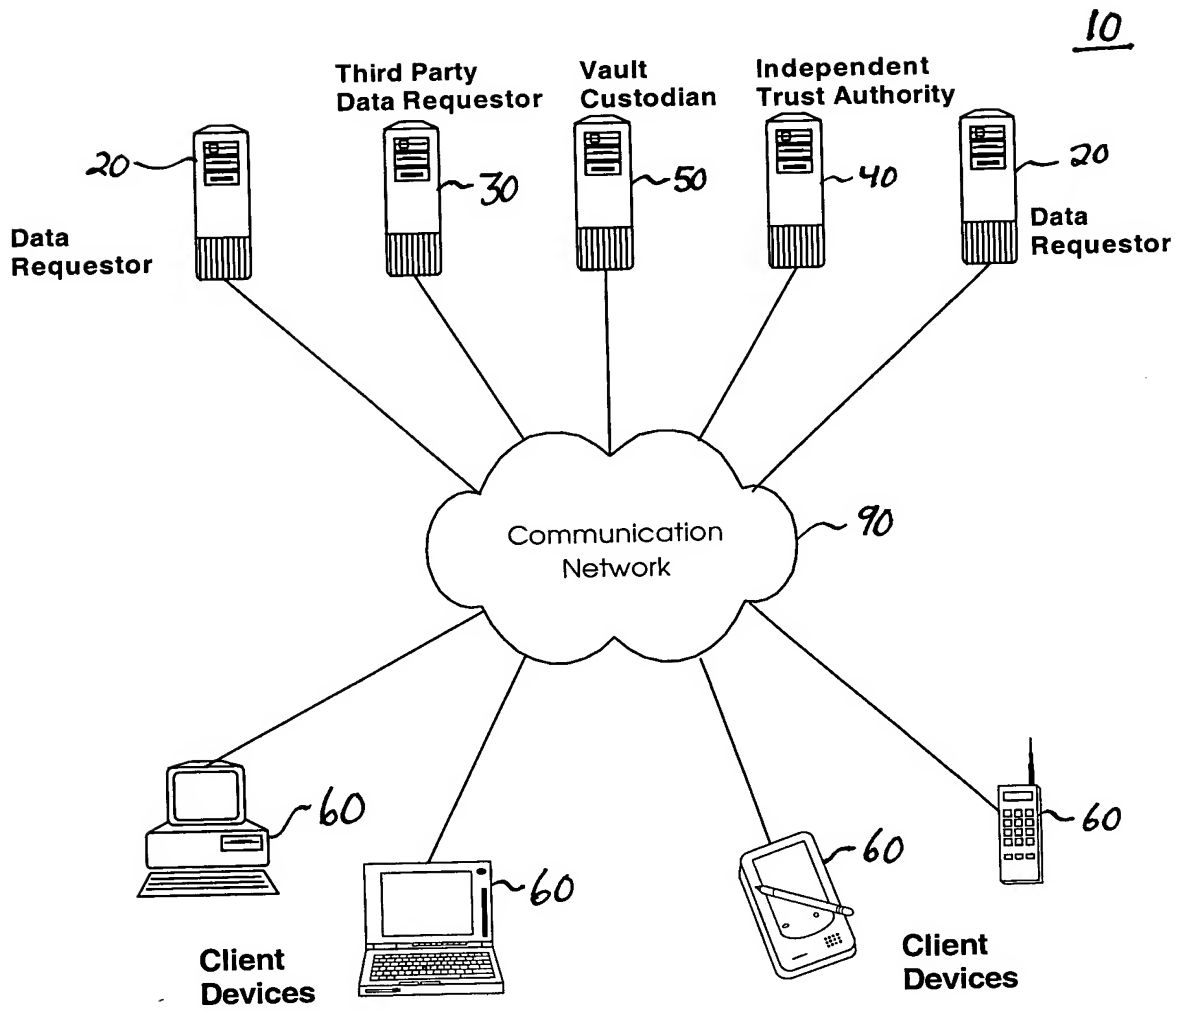 10
Third Party
Data Requestor
Vault
Custodian
Independent
Trust Authority
20
30
50
40
20
Data
Requestor
Data
Requestor
Communication
Network
90
60
60
60
60
Client
Devices
Client
Devices